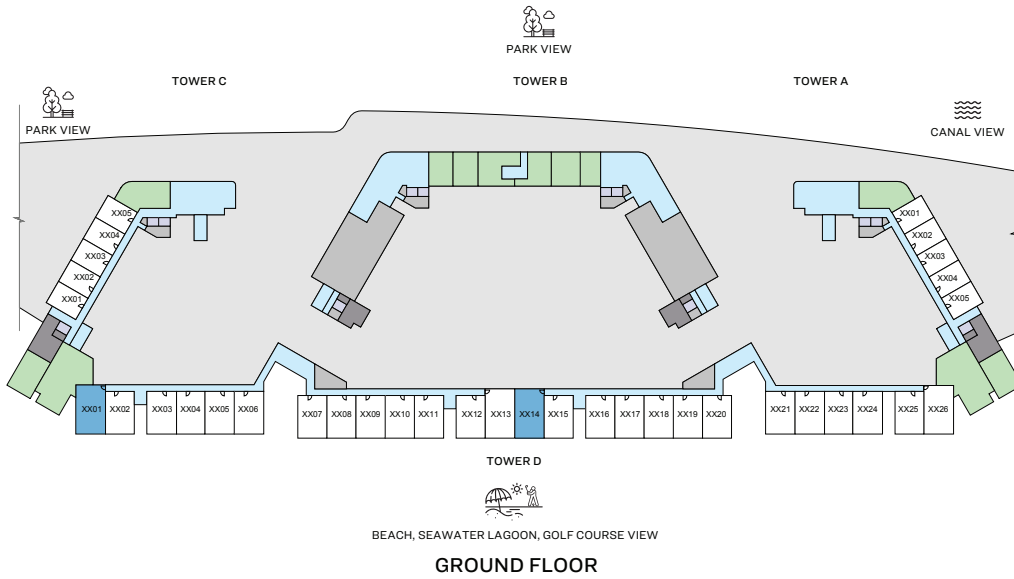 PARK VIEW
TOWER C
TOWER B
TOWER A
PARK VIEW
CANAL VIEW
XX05
XX04
XX03
XX02
XX01
XX01
XX02
XX03
XX04
XX05
XX01
XX02
XX03
XX04
XX05
XX06
XX07
XX08
XX09
XX10
XX11
XX12
XX13
XX14
XX15
XX16
XX17
XX18
XX19
XX20
XX21
XX22
XX23
XX24
XX25
XX26
TOWER D
BEACH, SEAWATER LAGOON, GOLF COURSE VIEW
GROUND FLOOR